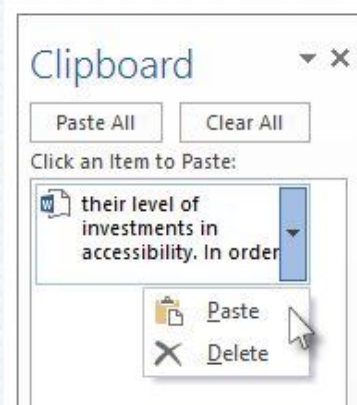 Clipboard
Paste All Clear All
Click an Item to Paste:
their level of
investments in
accessibility. In order
Paste
Delete